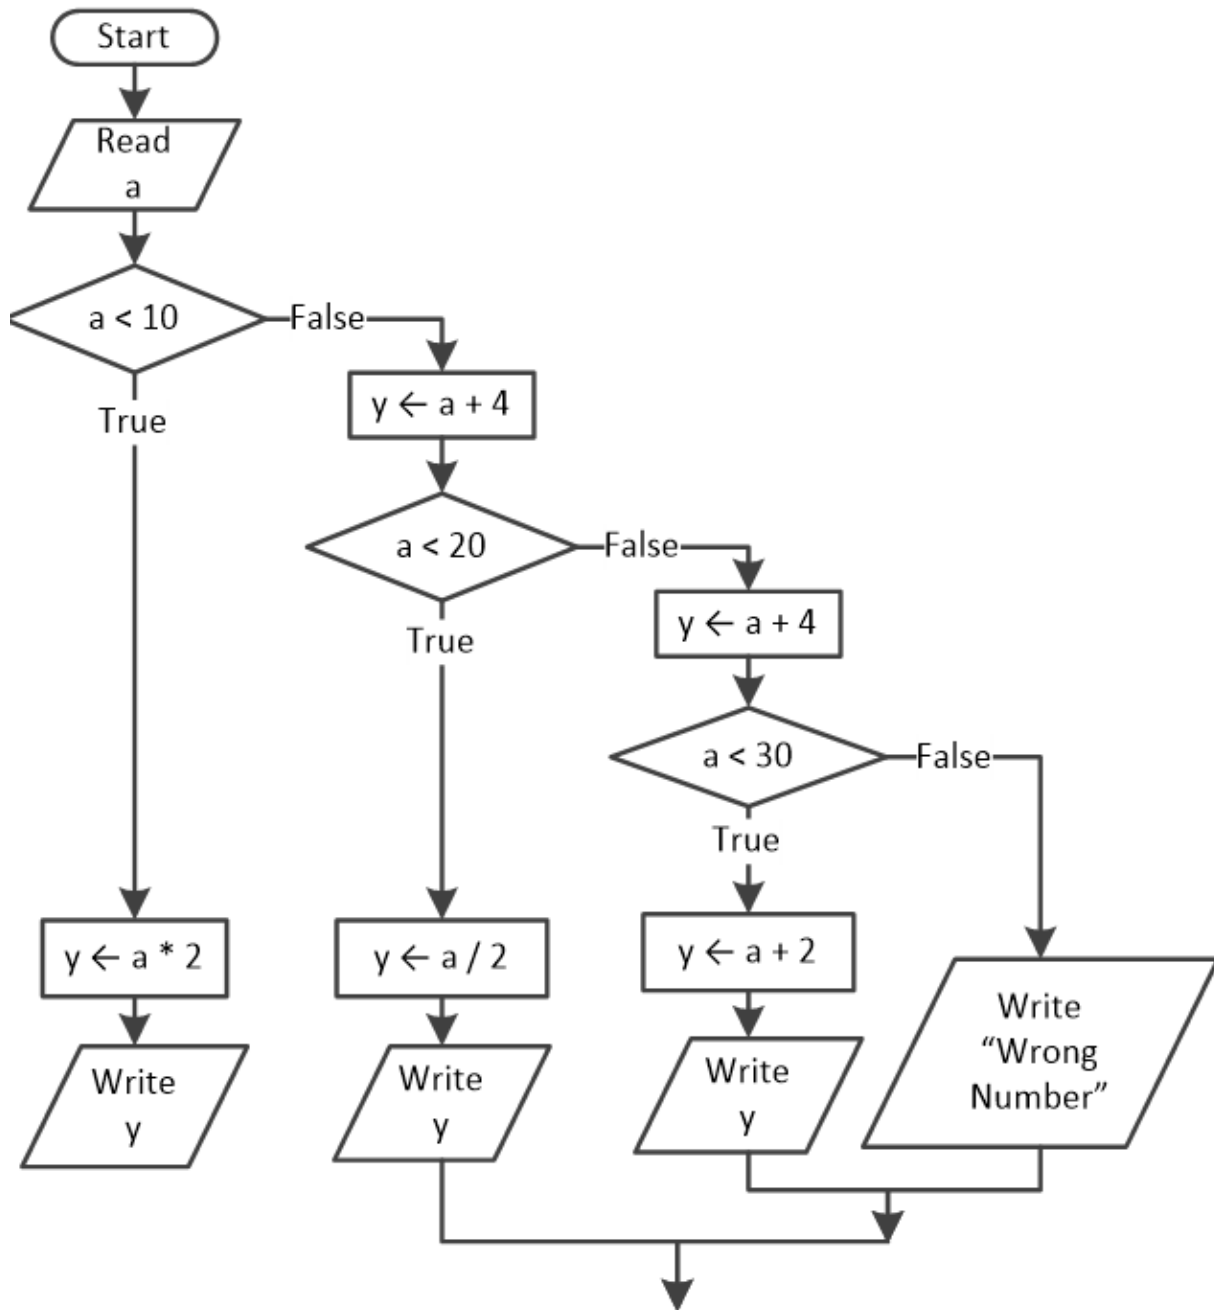 Start
Read
a
a < 10
False
True
y ← a + 4
a < 20
False
True
y ← a + 4
a < 30
False
True
y ← a * 2
y ← a / 2
y ← a + 2
Write
y
Write
y
Write
y
Write
“Wrong
Number”